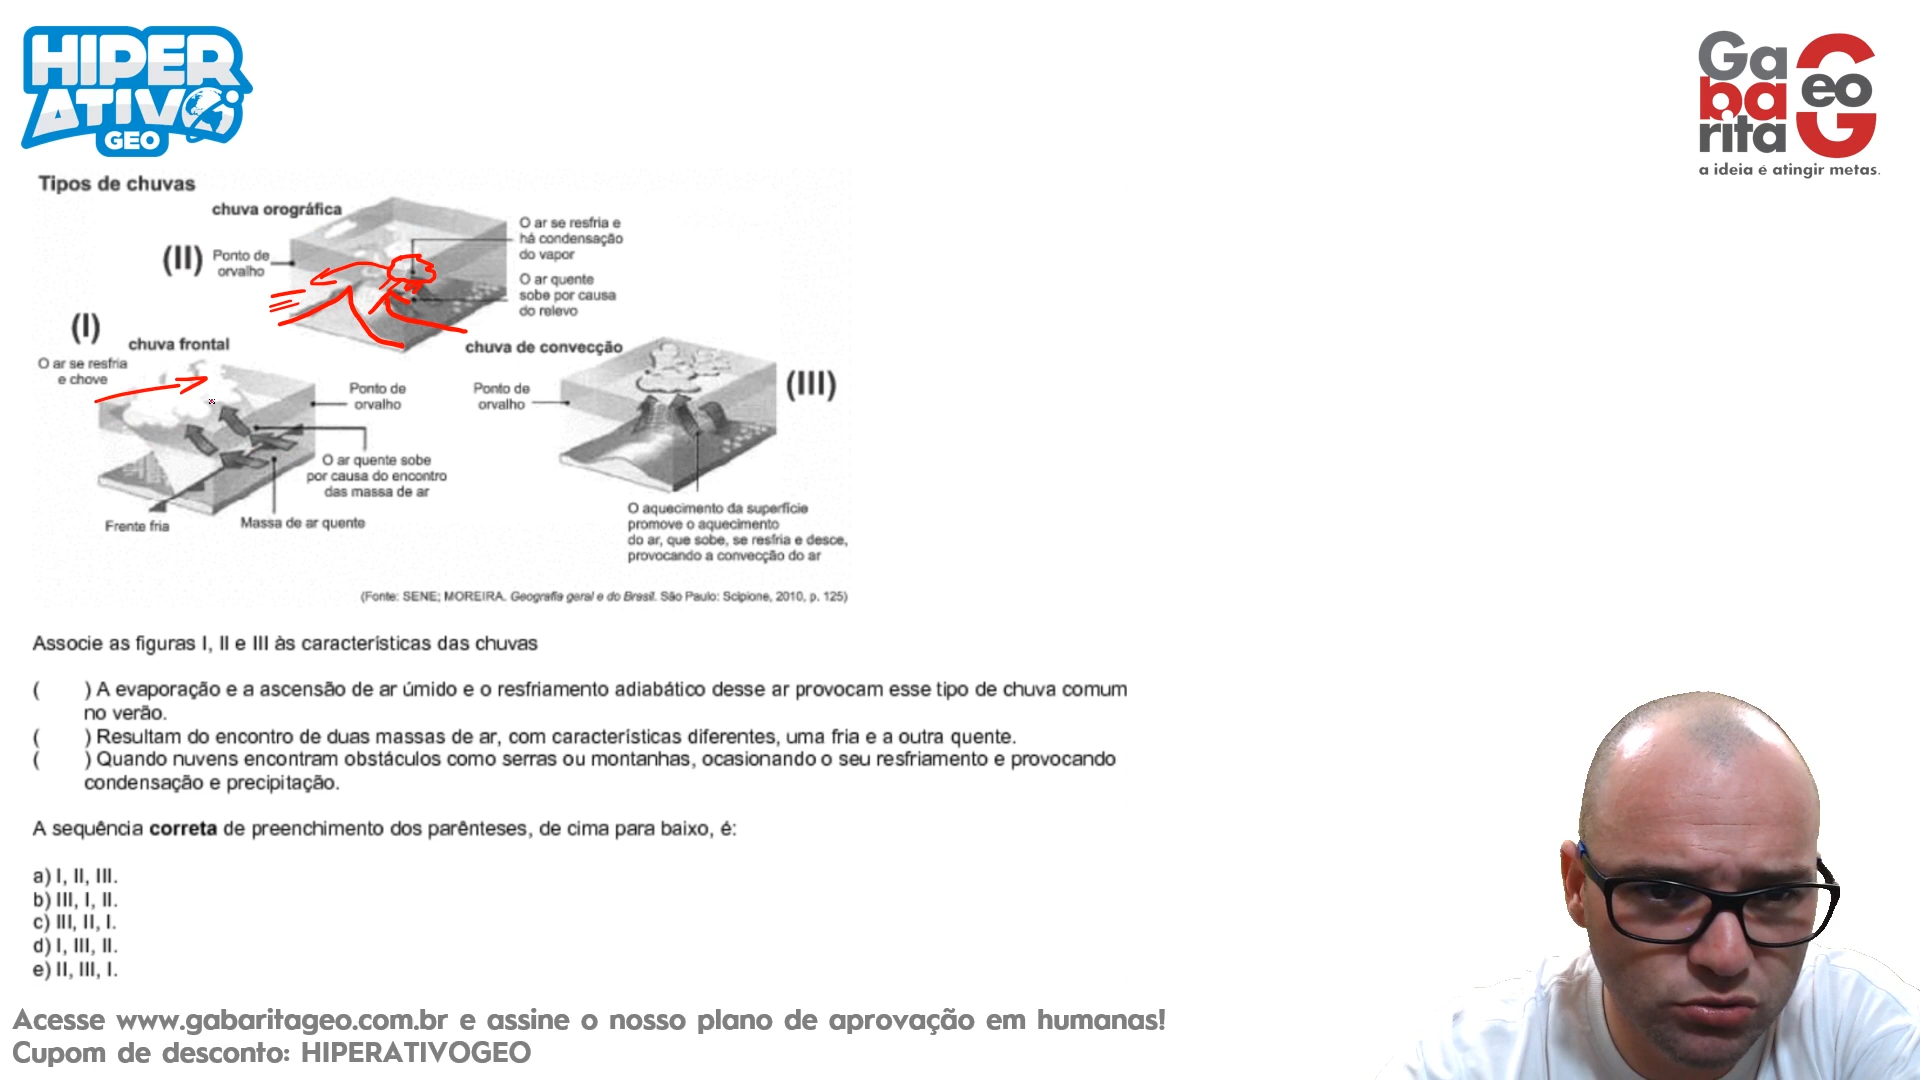 HIPER
ATIVO
GEO
Gabarita Geo
a ideia é atingir metas.
Tipos de chuvas
chuva orográfica
(II)
Ponto de
orvalho
O ar se resfria e
há condensação
do vapor
O ar quente
sobe por causa
do relevo
(I)
chuva frontal
O ar se resfria
e chove
Ponto de
orvalho
O ar quente sobe
por causa do encontro
das massa de ar
Frente fria
Massa de ar quente
chuva de convecção
Ponto de
orvalho
(III)
O aquecimento da superfície
promove o aquecimento
do ar, que sobe, se resfria e desce,
provocando a convecção do ar
(Fonte: SENE; MOREIRA. Geografia geral e do Brasil. São Paulo: Scipione, 2010, p. 125)
Associe as figuras I, II e III às características das chuvas
( ) A evaporação e a ascensão de ar úmido e o resfriamento adiabático desse ar provocam esse tipo de chuva comum
no verão.
( ) Resultam do encontro de duas massas de ar, com características diferentes, uma fria e a outra quente.
( ) Quando nuvens encontram obstáculos como serras ou montanhas, ocasionando o seu resfriamento e provocando
condensação e precipitação.
A sequência correta de preenchimento dos parênteses, de cima para baixo, é:
a) I, II, III.
b) III, I, II.
c) III, II, I.
d) I, III, II.
e) II, III, I.
Acesse www.gabaritageo.com.br e assine o nosso plano de aprovação em humanas!
Cupom de desconto: HIPERATIVOGEO